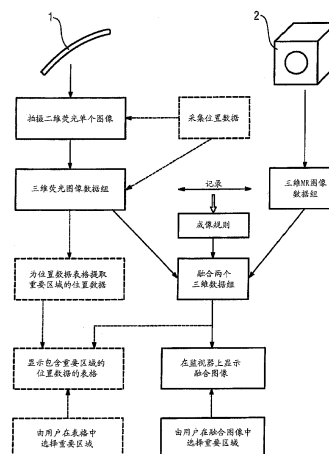 1
2
拍摄二维荧光单个图像
采集位置数据
三维荧光图像数据组
记录
三维MR图像
数据组
成像规则
为位置数据表格提取
重要区域的位置数据
融合两个
三维数据组
显示包含重要区域的
位置数据的表格
在监视器上显示
融合图像
由用户在表格中
选择重要区域
由用户在融合图像中
选择重要区域